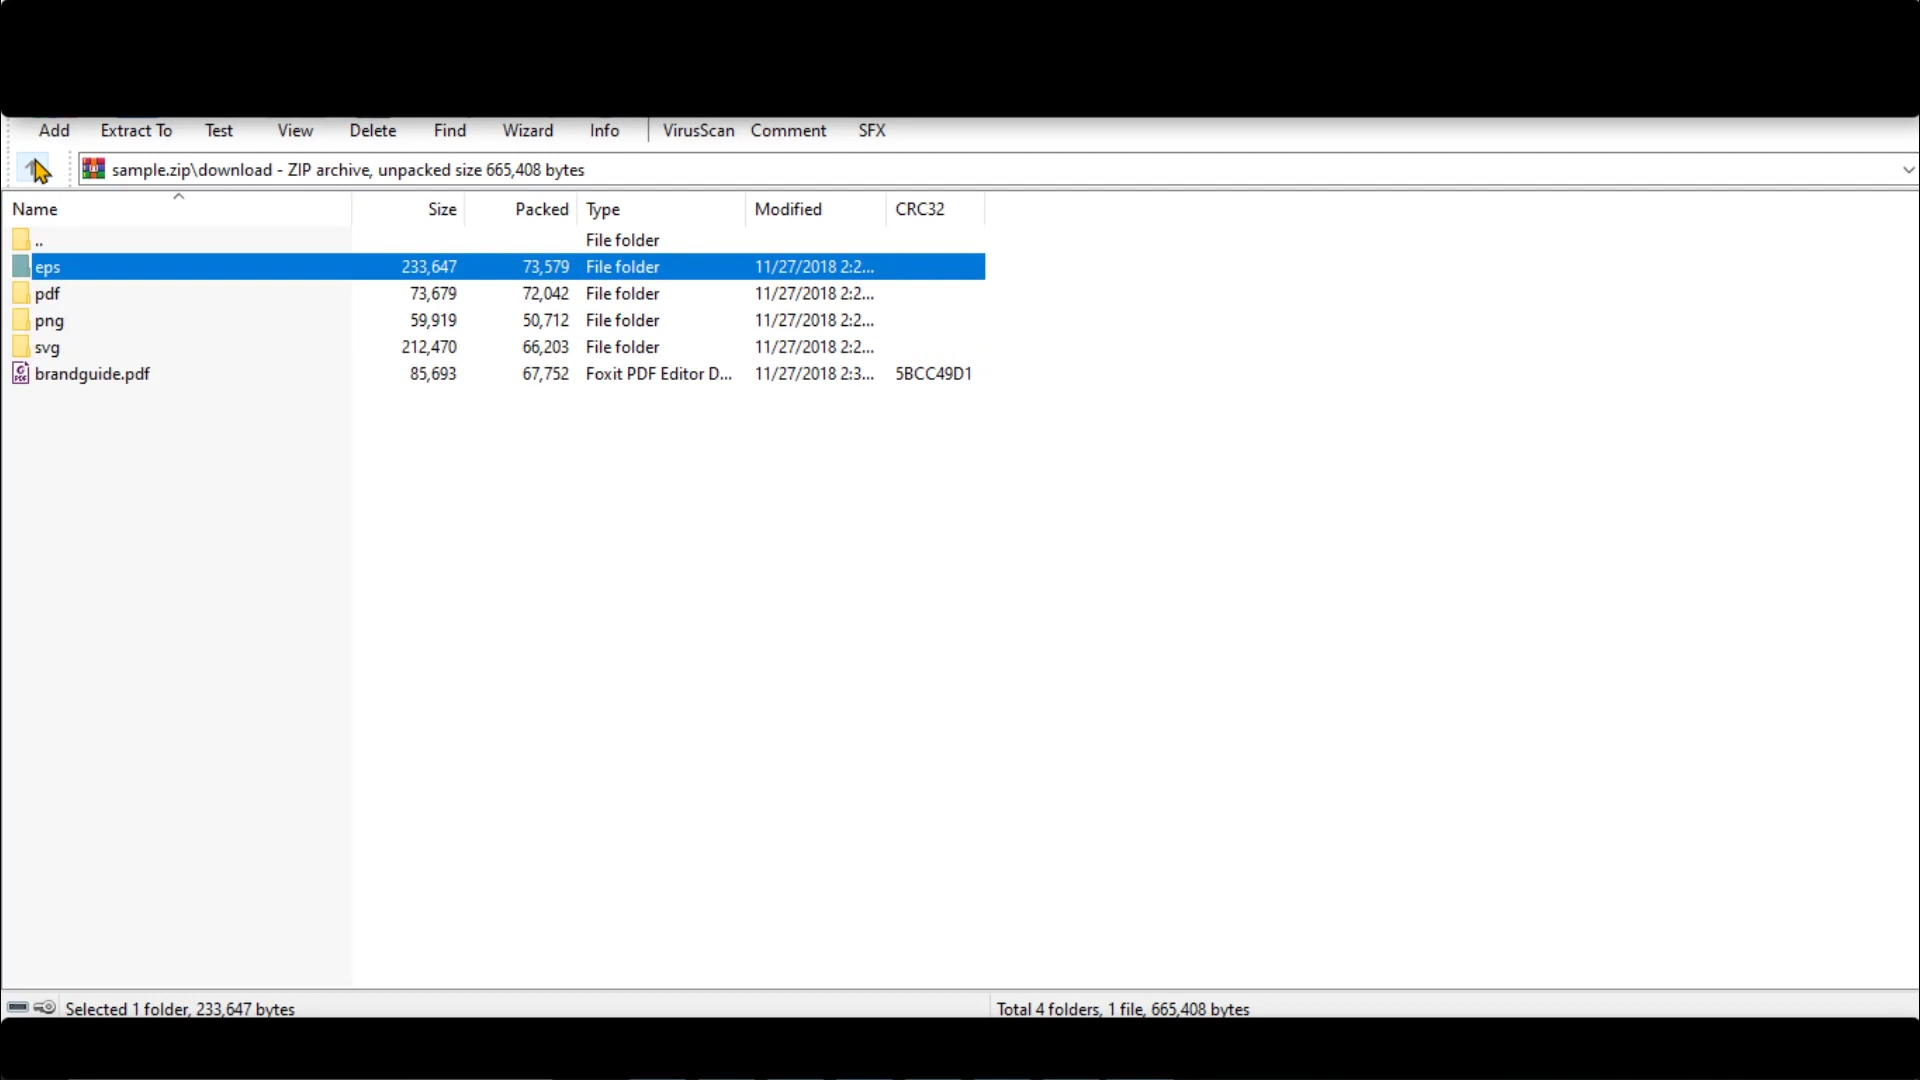 Add Extract To Test View Delete Find Wizard Info VirusScan Comment SFX
sample.zip\download - ZIP archive, unpacked size 665,408 bytes
Name Size Packed Type Modified CRC32
.. File folder
eps 233,647 73,579 File folder 11/27/2018 2:2...
pdf 73,679 72,042 File folder 11/27/2018 2:2...
png 59,919 50,712 File folder 11/27/2018 2:2...
svg 212,470 66,203 File folder 11/27/2018 2:2...
brandguide.pdf 85,693 67,752 Foxit PDF Editor D... 11/27/2018 2:3... 5BCC49D1
Selected 1 folder, 233,647 bytes Total 4 folders, 1 file, 665,408 bytes